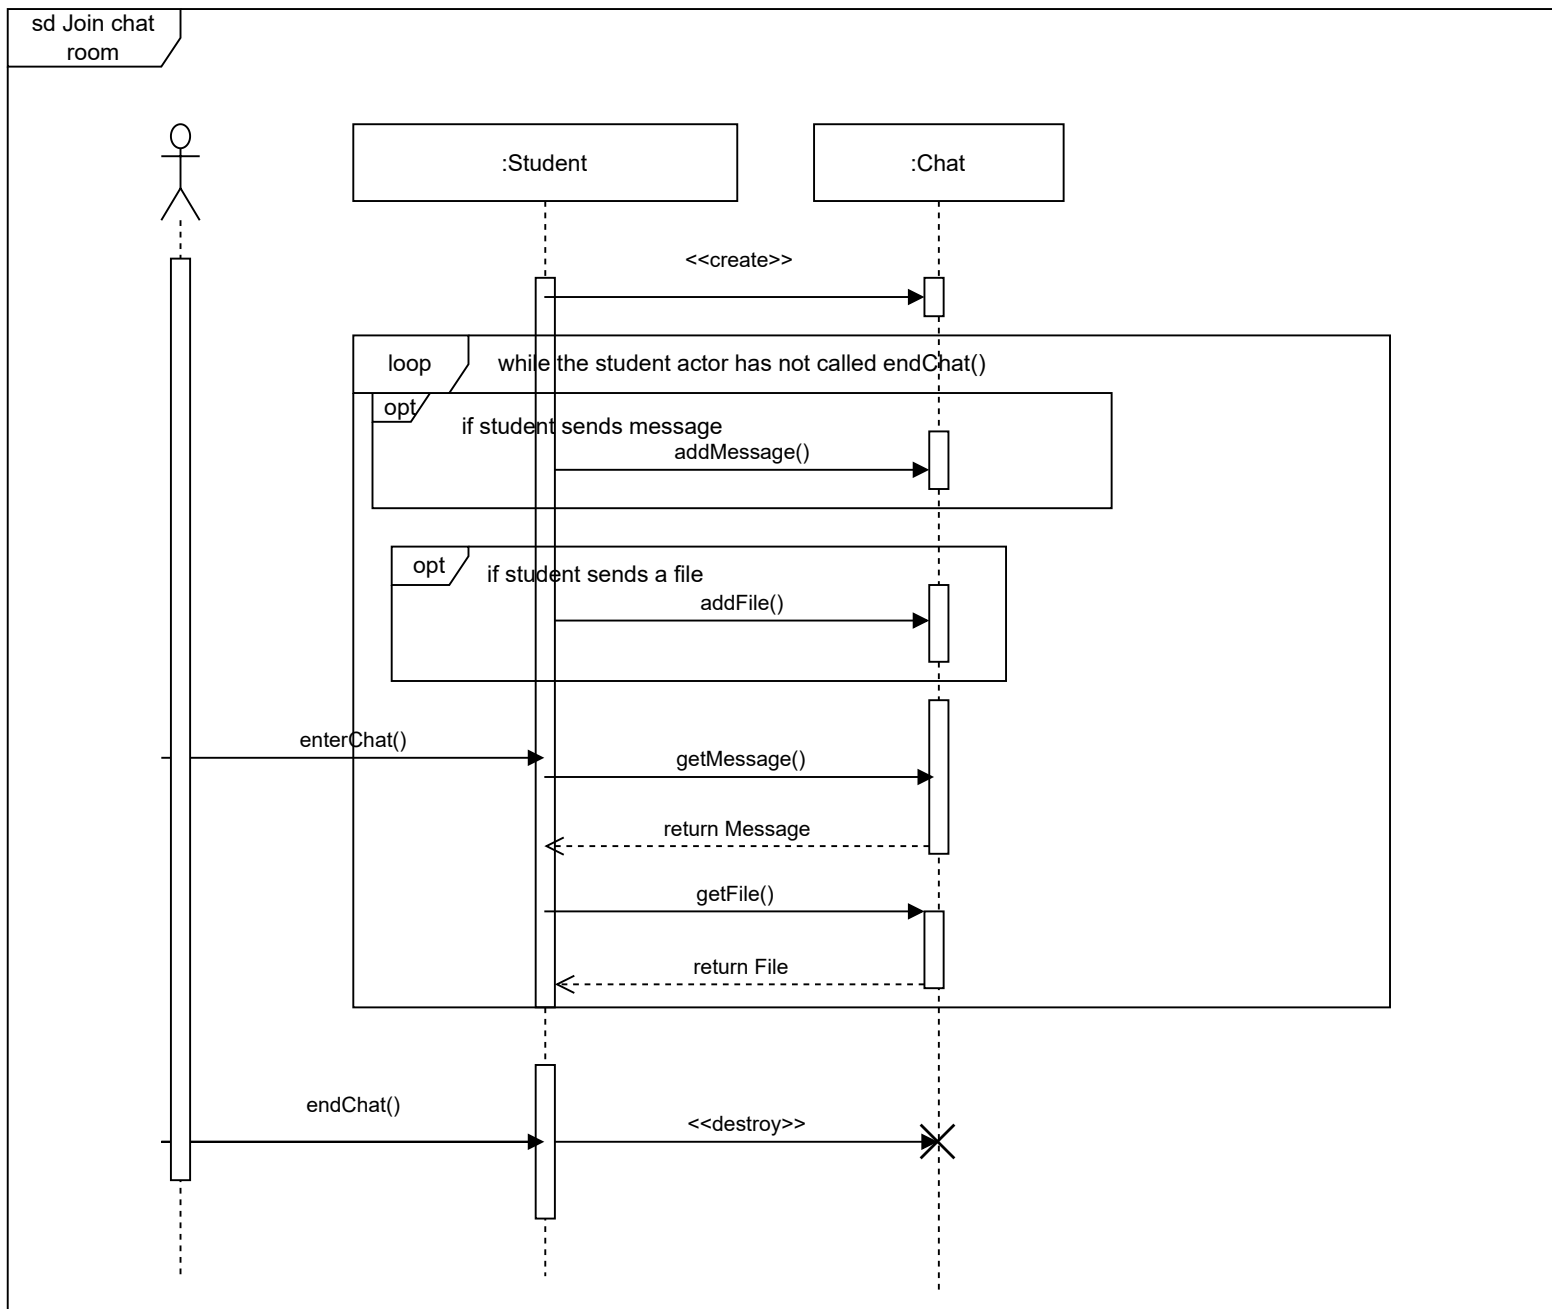 sd Join chat
room
:Student
:Chat
<<create>>
loop
while the student actor has not called endChat()
opt
if student sends message
addMessage()
opt
if student sends a file
addFile()
enterChat()
getMessage()
return Message
getFile()
return File
endChat()
<<destroy>>